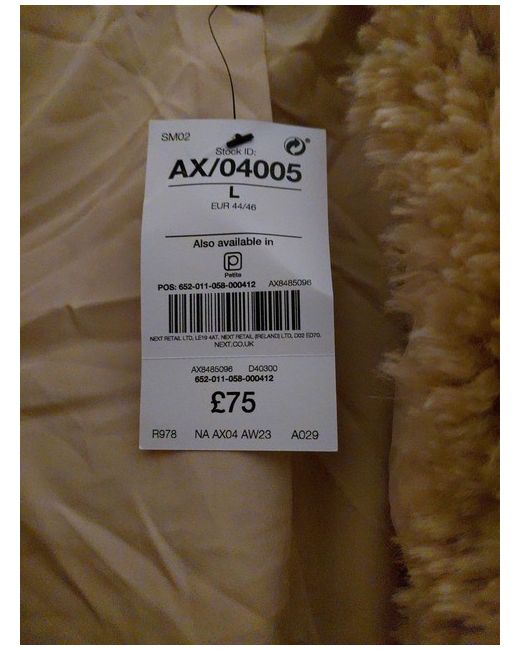 SM02
Stock ID:
AX/04005
L
EUR 44/46
Also available in
P
Petite
POS: 652-011-058-000412 AX8485096
NEXT RETAIL LTD, LE19 4AT. NEXT RETAIL (IRELAND) LTD, D02 ED70.
NEXT.CO.UK
AX8485096 D40300
652-011-058-000412
£75
R978 NA AX04 AW23 A029